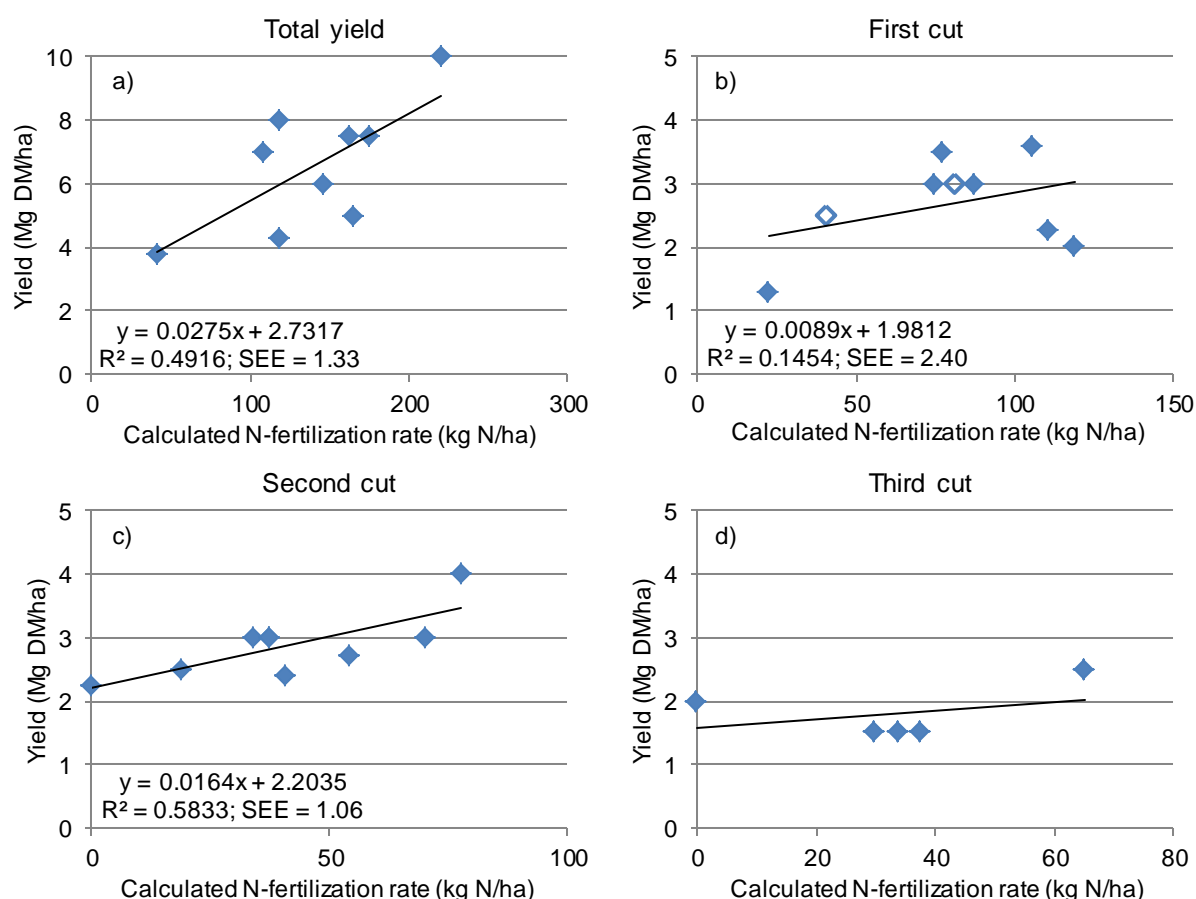 Total yield
a)
10
8
6
4
2
0
Yield (Mg DM/ha)
y = 0.0275x + 2.7317
R² = 0.4916; SEE = 1.33
0 100 200 300
Calculated N-fertilization rate (kg N/ha)
First cut
b)
5
4
3
2
1
0
Yield (Mg DM/ha)
y = 0.0089x + 1.9812
R² = 0.1454; SEE = 2.40
0 50 100 150
Calculated N-fertilization rate (kg N/ha)
Second cut
c)
5
4
3
2
1
0
Yield (Mg DM/ha)
y = 0.0164x + 2.2035
R² = 0.5833; SEE = 1.06
0 50 100
Calculated N-fertilization rate (kg N/ha)
Third cut
d)
5
4
3
2
1
0
Yield (Mg DM/ha)
0 20 40 60 80
Calculated N-fertilization rate (kg N/ha)